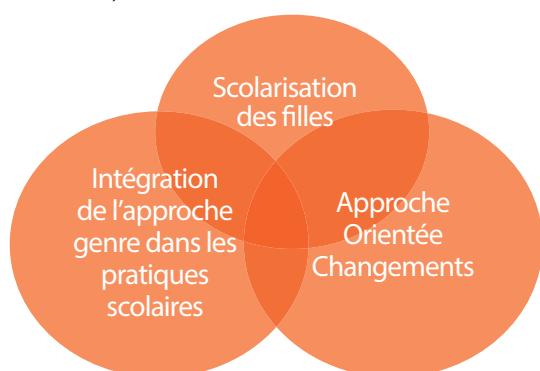 Scolarisation
des filles
Intégration
de l’approche
genre dans les
pratiques
scolaires
Approche
Orientée
Changements